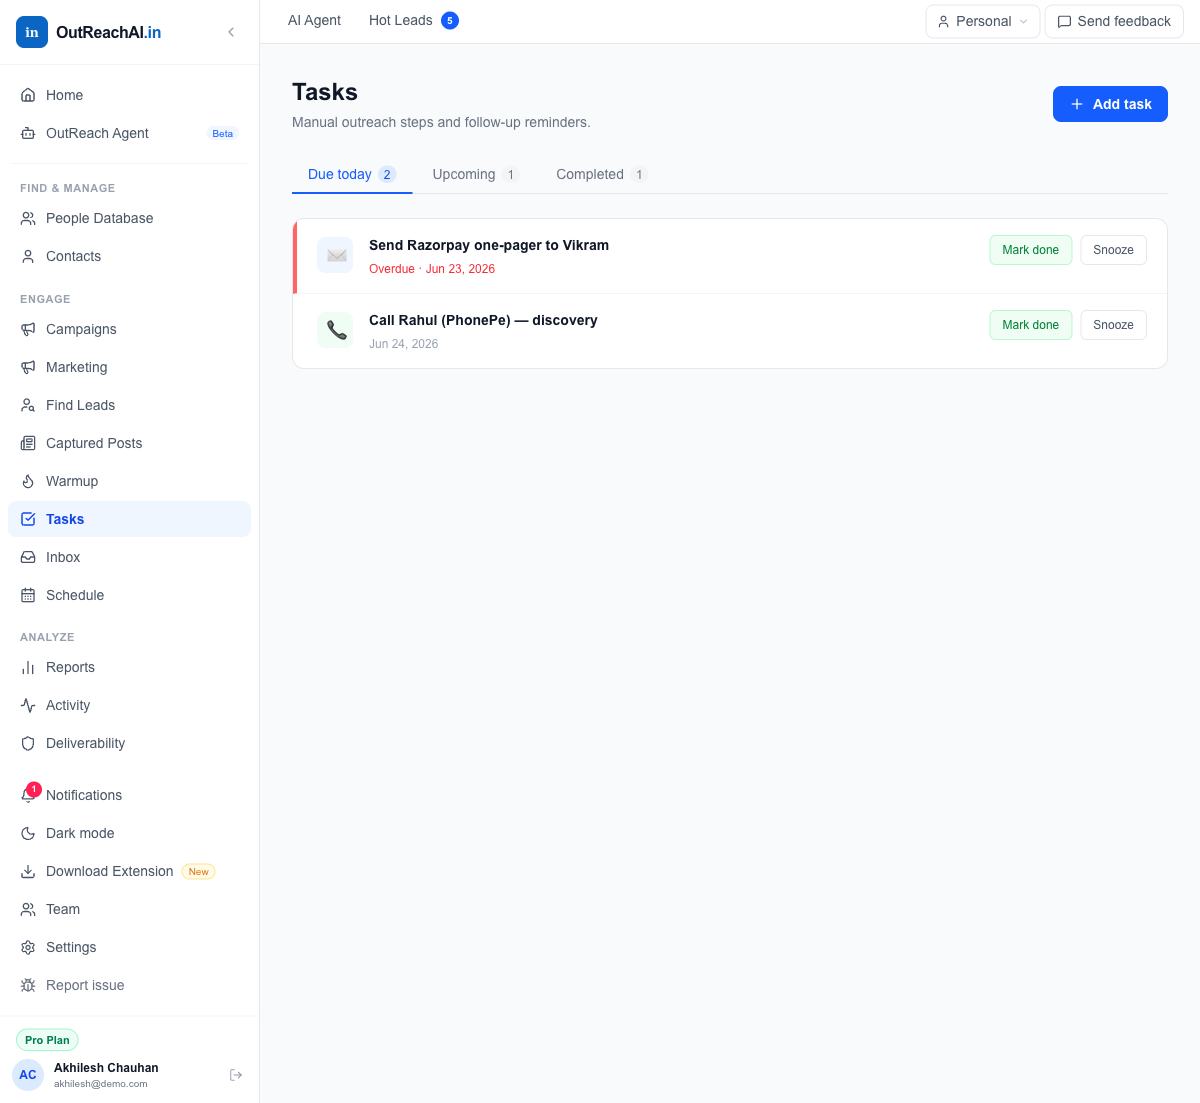 in OutReachAI.in
Home
OutReach Agent Beta
FIND & MANAGE
People Database
Contacts
ENGAGE
Campaigns
Marketing
Find Leads
Captured Posts
Warmup
Tasks
Inbox
Schedule
ANALYZE
Reports
Activity
Deliverability
1 Notifications
Dark mode
Download Extension New
Team
Settings
Report issue
Pro Plan
AC Akhilesh Chauhan
akhilesh@demo.com
AI Agent Hot Leads 5 Personal Send feedback
Tasks
Manual outreach steps and follow-up reminders.
+ Add task
Due today 2 Upcoming 1 Completed 1
Send Razorpay one-pager to Vikram
Overdue · Jun 23, 2026
Mark done Snooze
Call Rahul (PhonePe) — discovery
Jun 24, 2026
Mark done Snooze